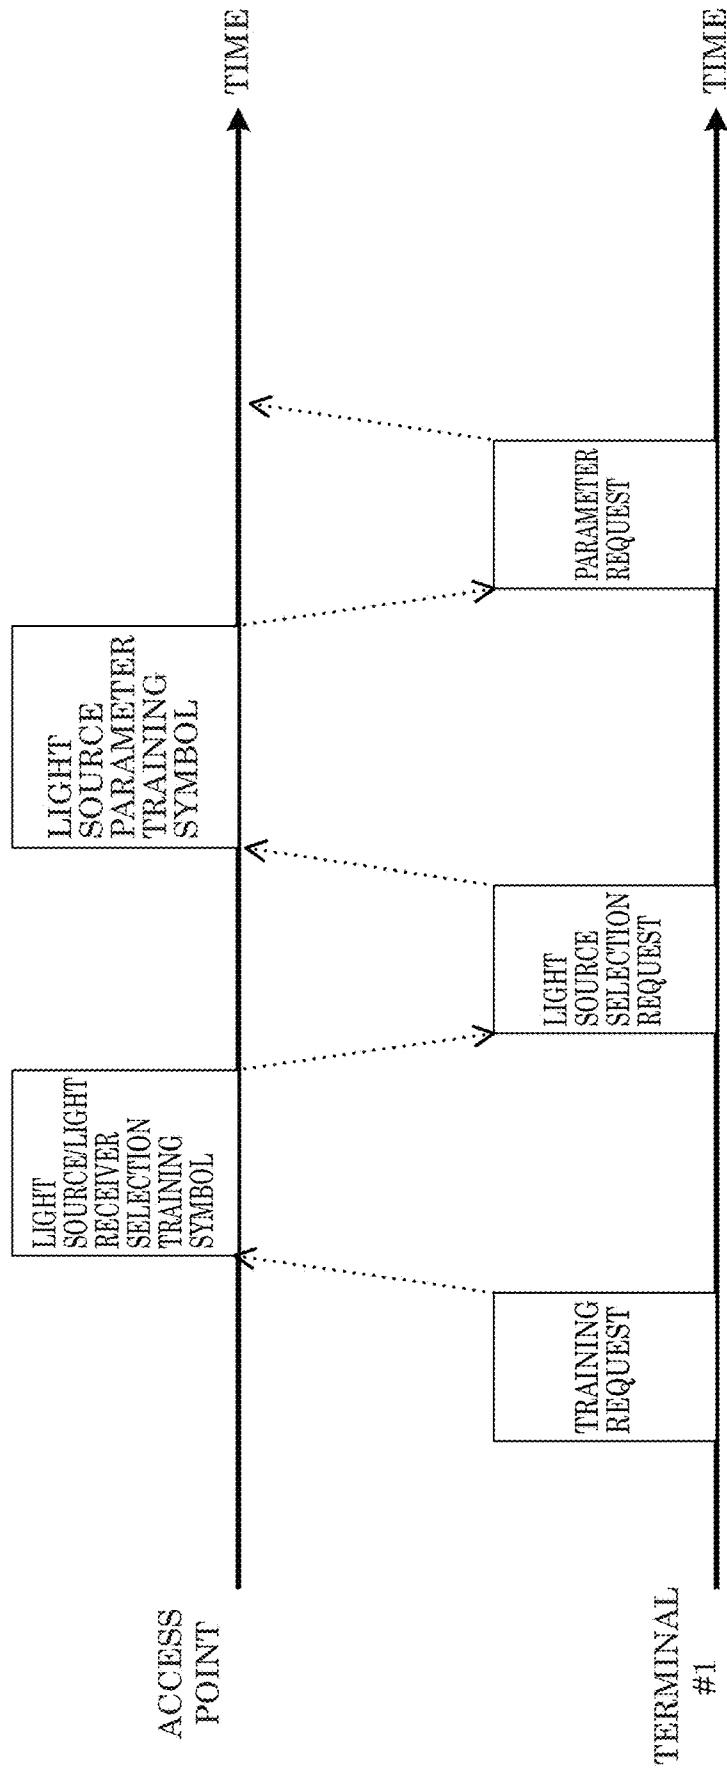 ACCESS
POINT
LIGHT
SOURCE/LIGHT
RECEIVER
SELECTION
TRAINING
SYMBOL
LIGHT
SOURCE
PARAMETER
TRAINING
SYMBOL
TIME
TERMINAL
#1
TRAINING
REQUEST
LIGHT
SOURCE
SELECTION
REQUEST
PARAMETER
REQUEST
TIME